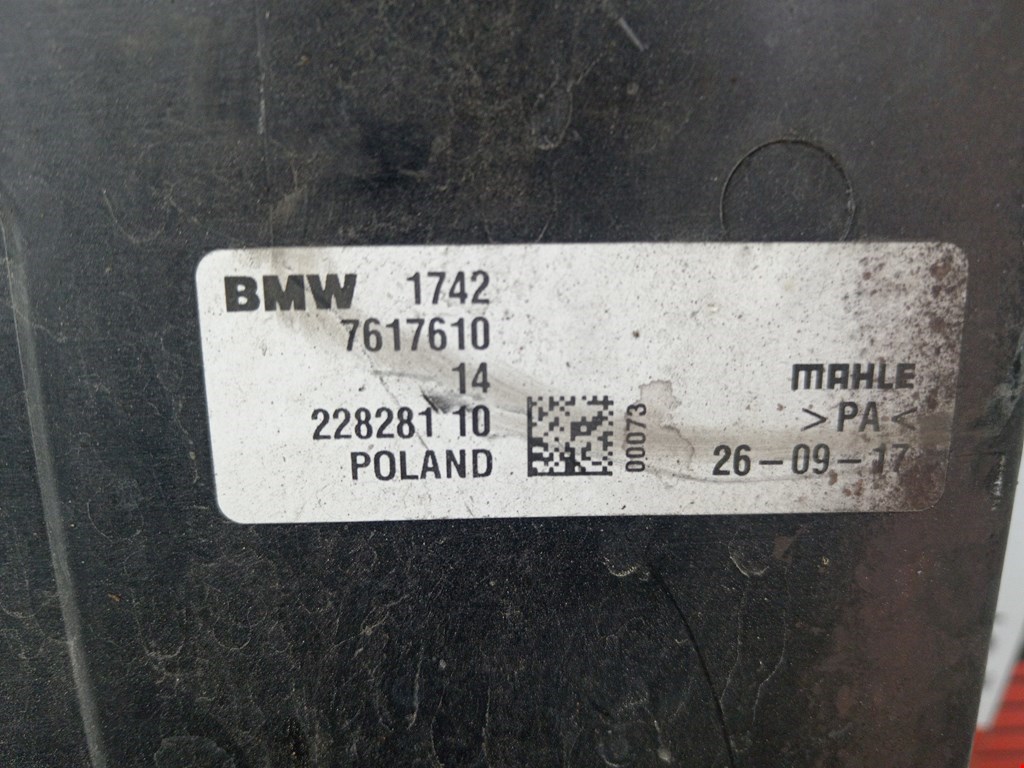 BMW 1742
7617610
14
228281 10
POLAND
00073
MAHLE
>PA<
26-09-17